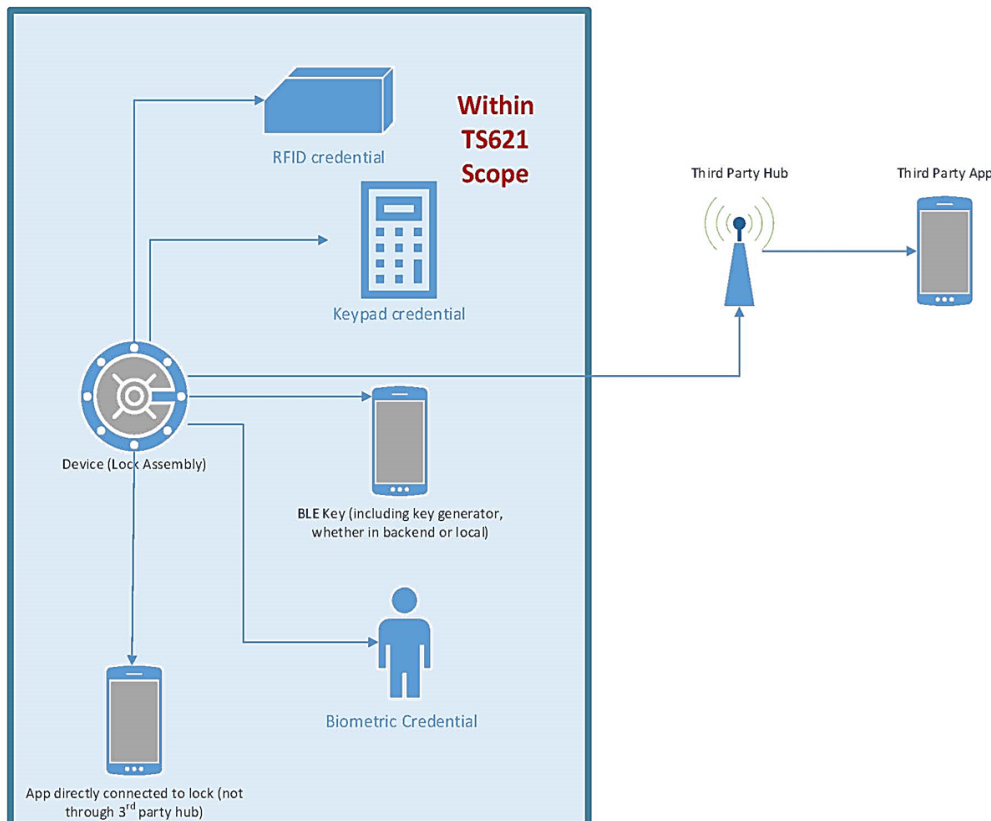 Within
TS621
Scope
RFID credential
Third Party Hub
Third Party App
Keypad credential
Device (Lock Assembly)
BLE Key (including key generator,
whether in backend or local)
Biometric Credential
App directly connected to lock (not
through 3rd party hub)